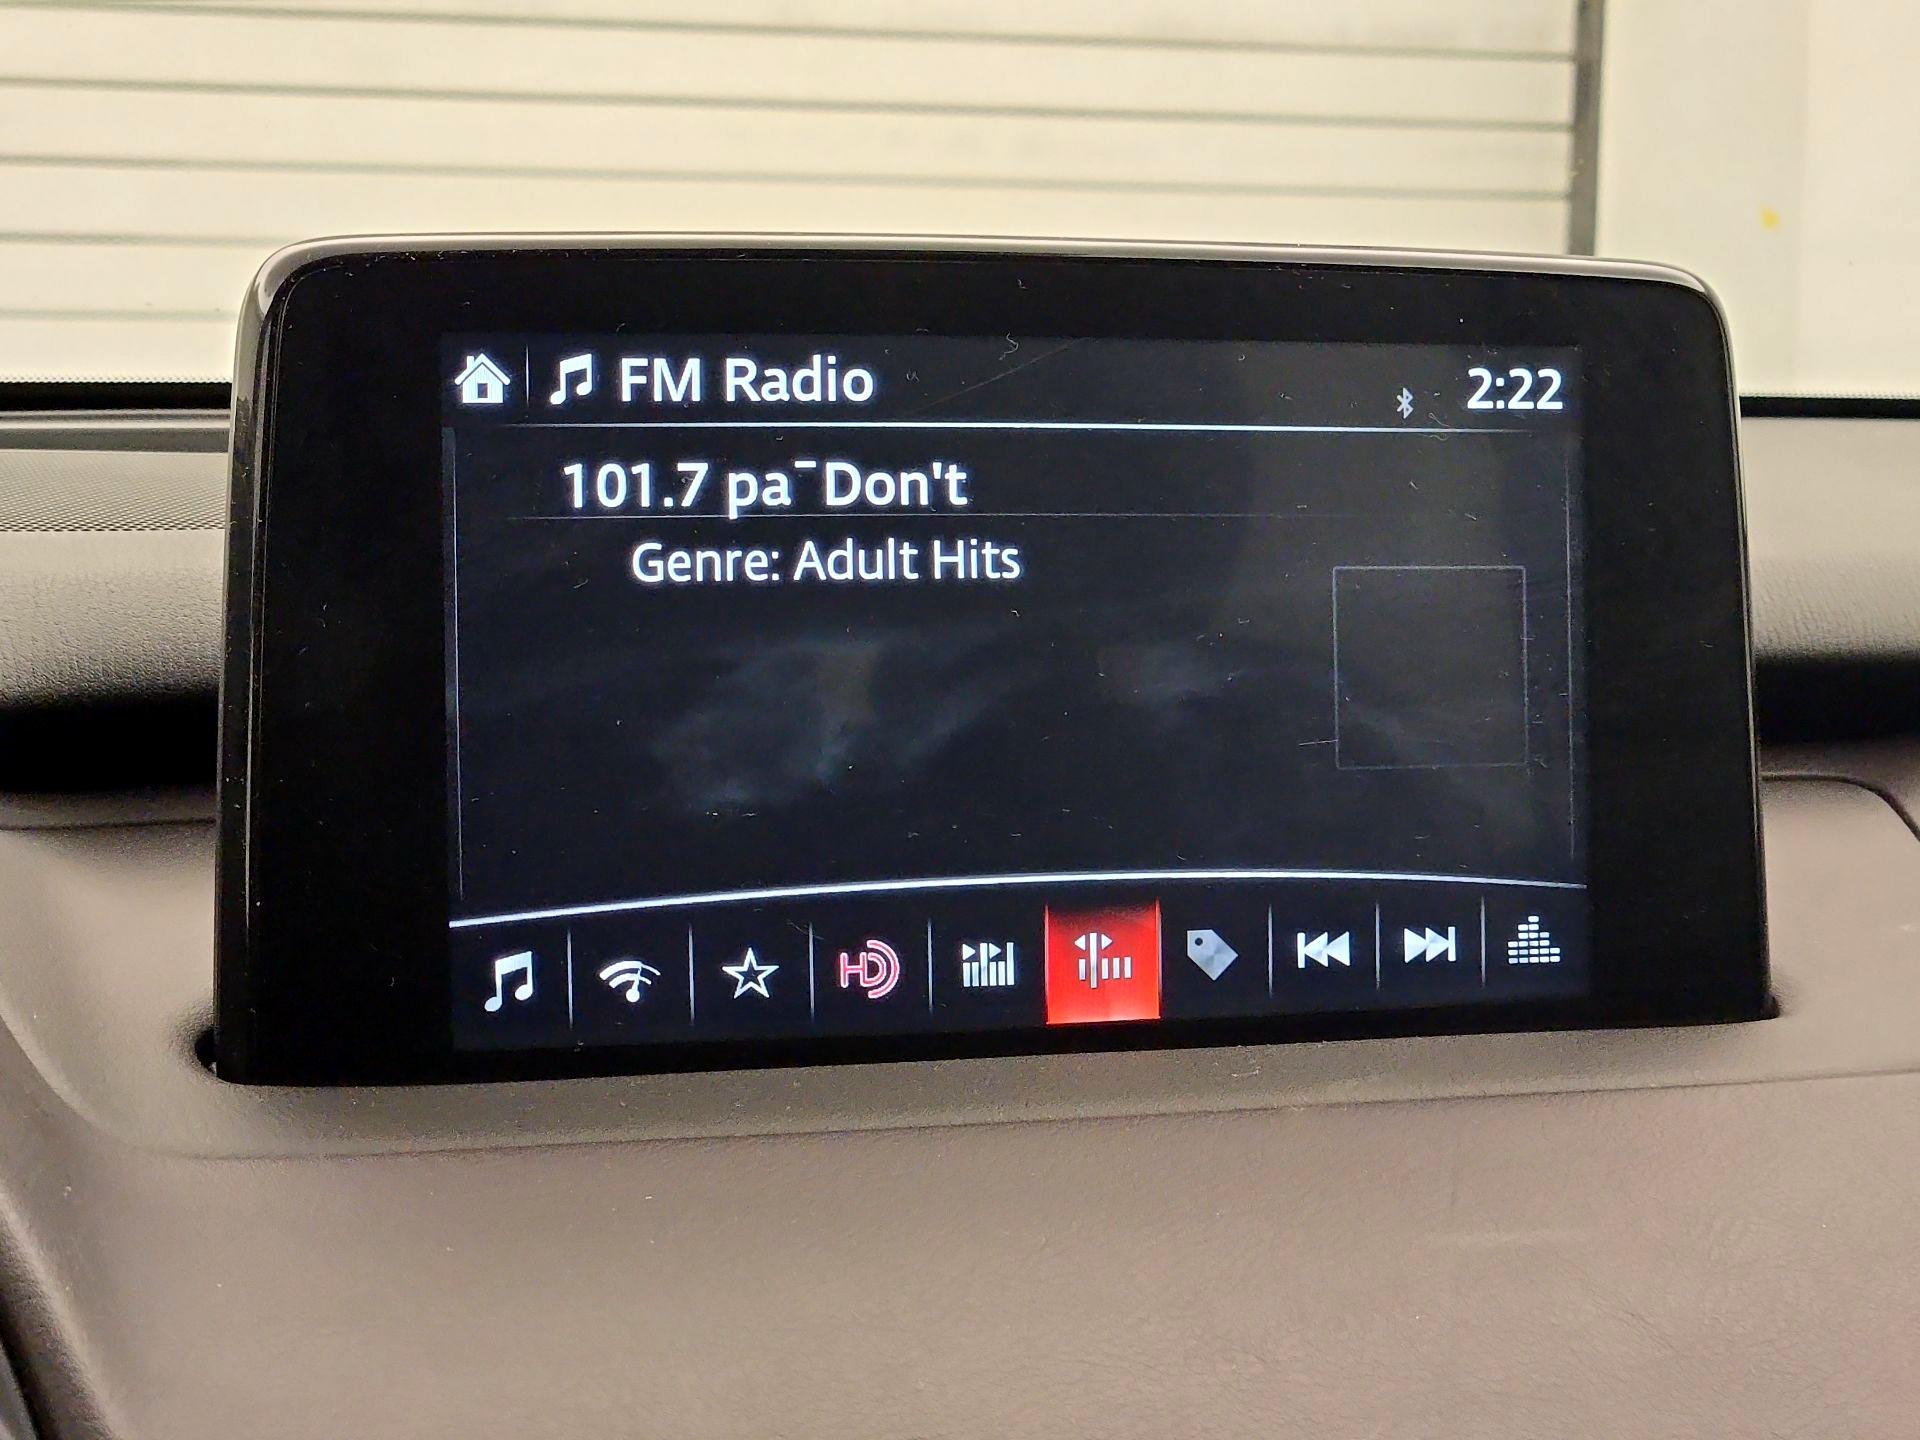 FM Radio
2:22
101.7 pa¯Don't
Genre: Adult Hits
HD